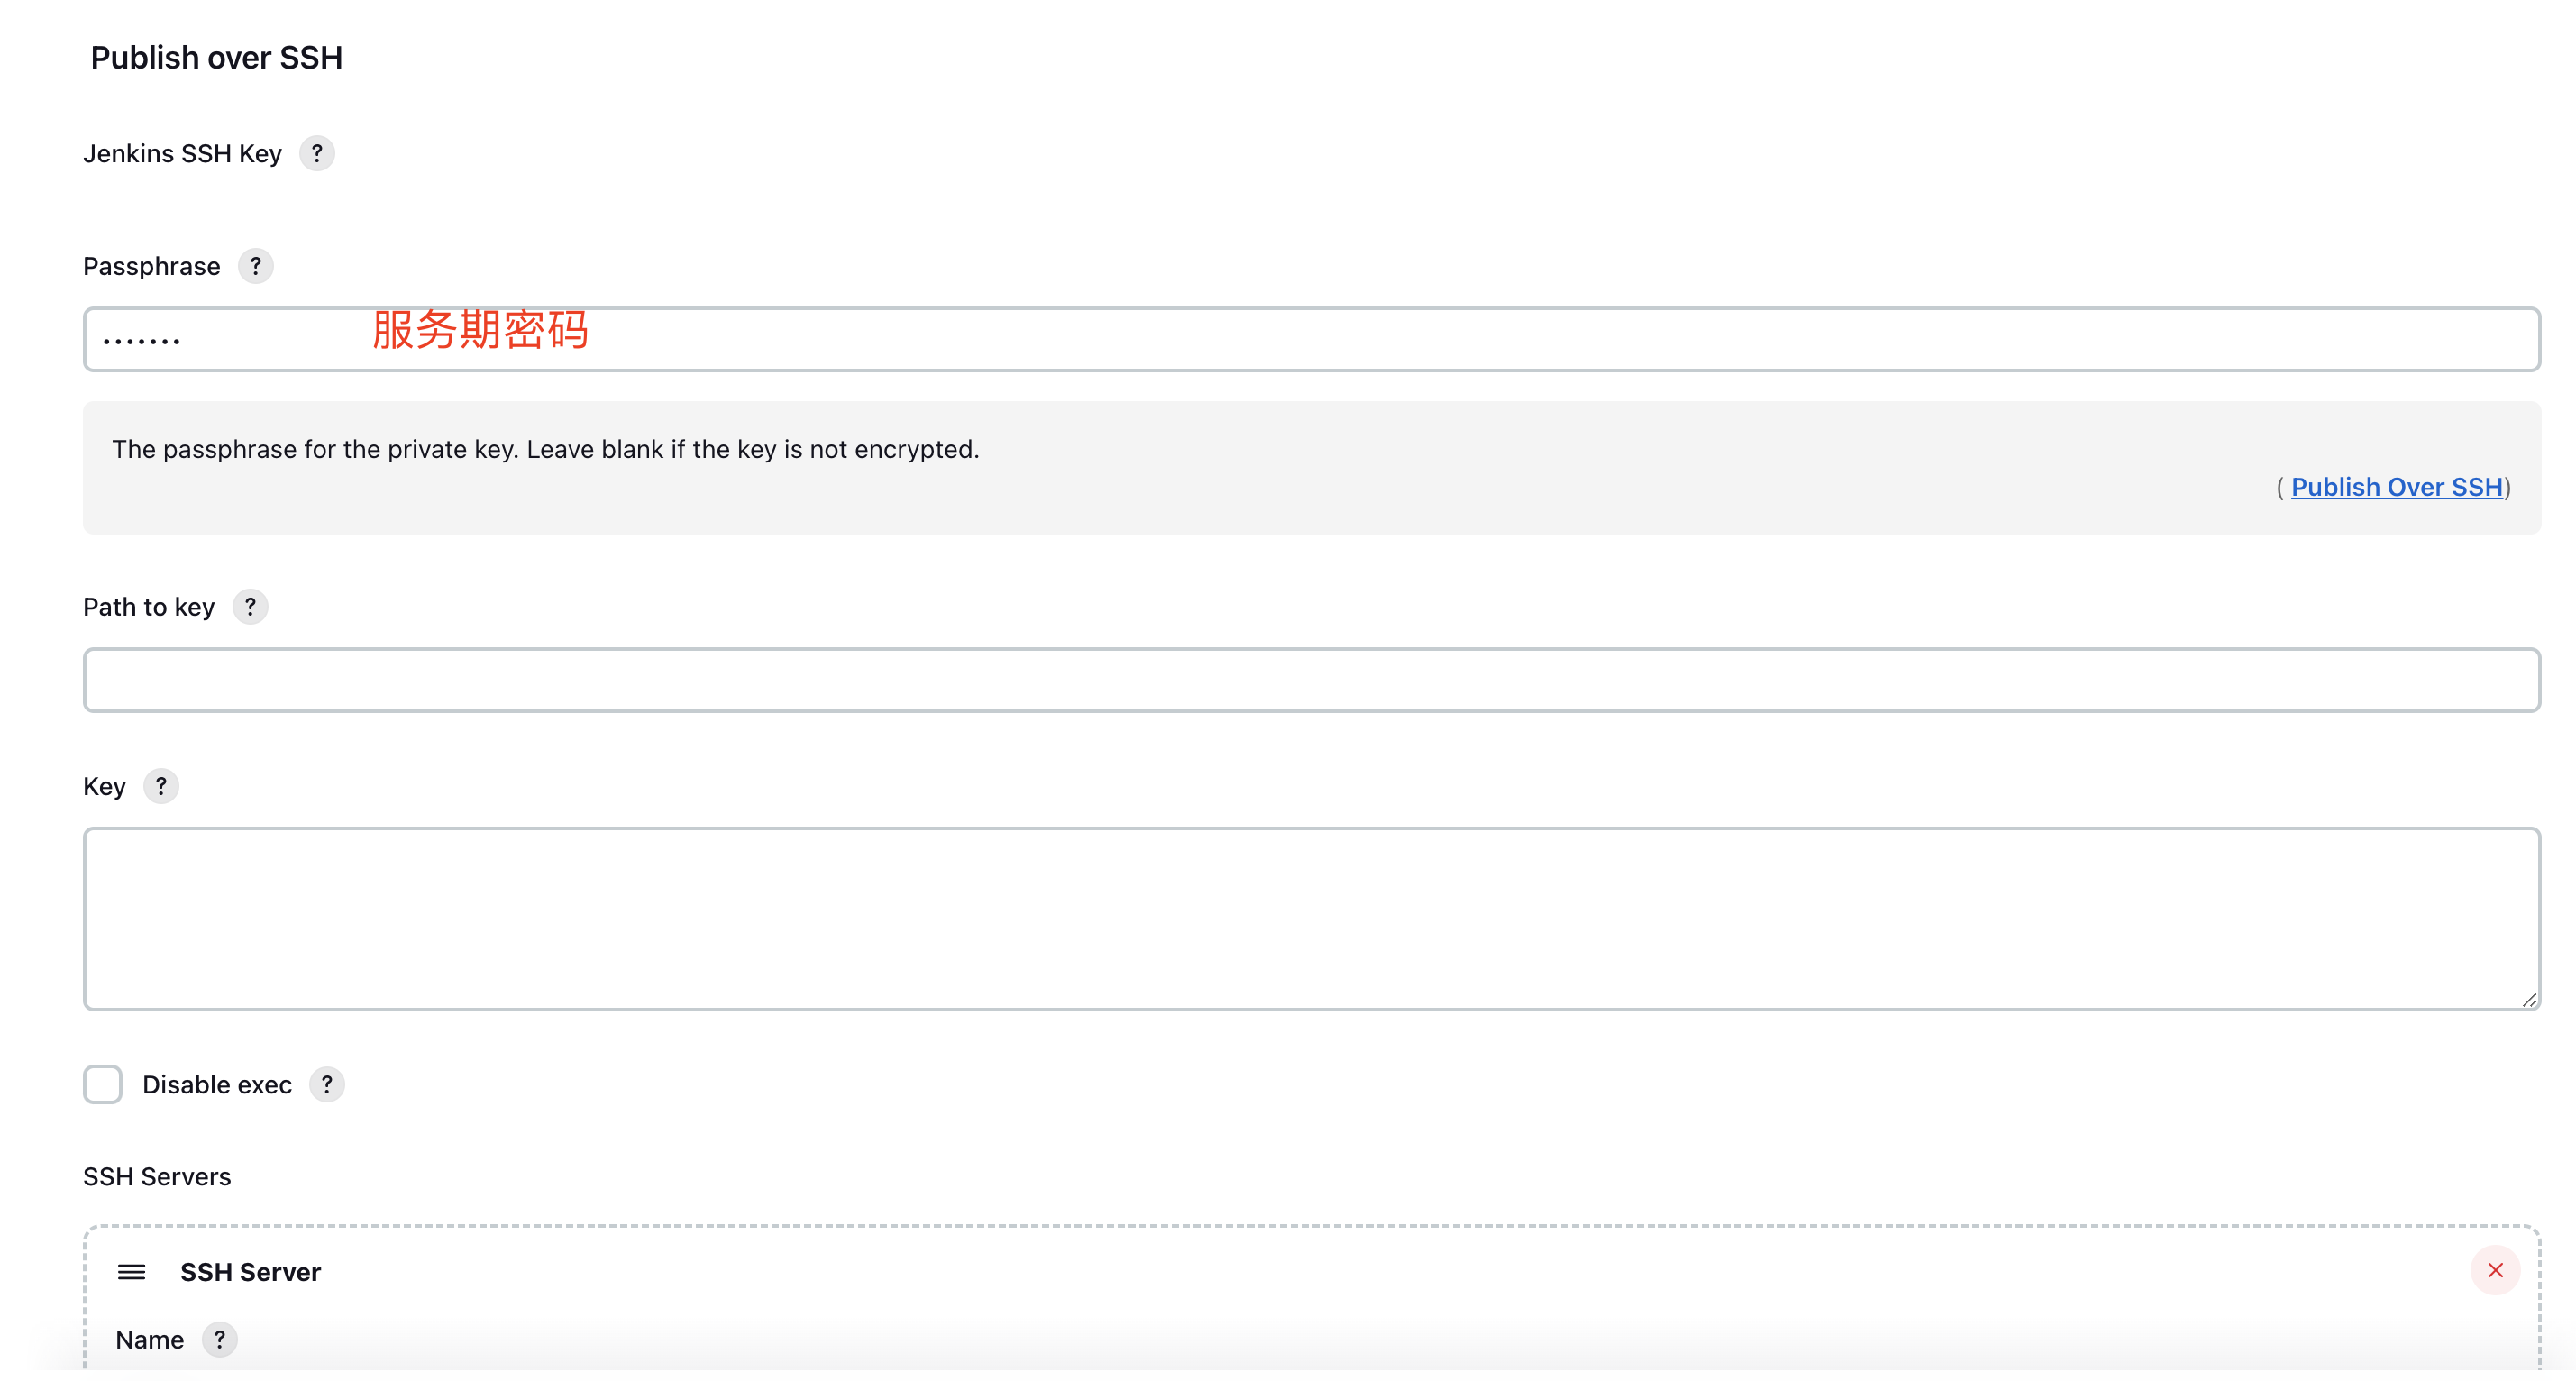 Publish over SSH
Jenkins SSH Key ?
Passphrase ?
....... 服务期密码
The passphrase for the private key. Leave blank if the key is not encrypted.
( Publish Over SSH)
Path to key ?
Key ?
Disable exec ?
SSH Servers
SSH Server
Name ?